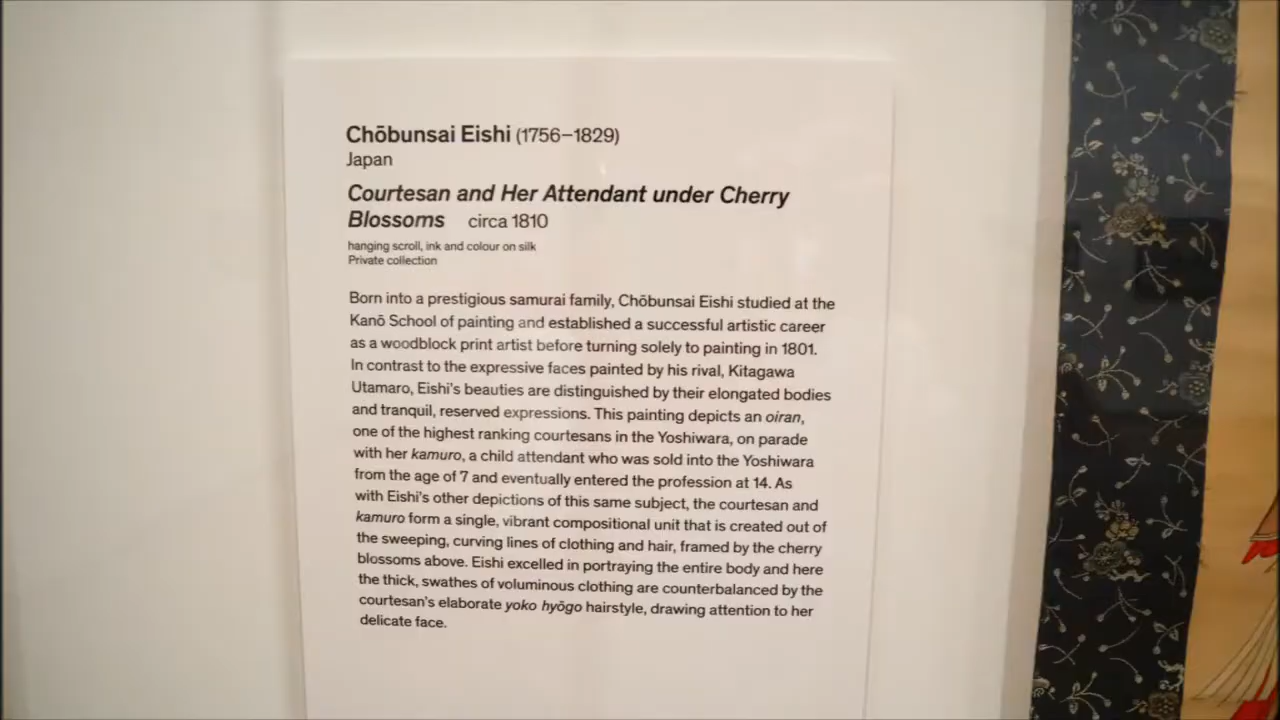 Chōbunsai Eishi (1756–1829)
Japan
Courtesan and Her Attendant under Cherry
Blossoms circa 1810
hanging scroll, ink and colour on silk
Private collection
Born into a prestigious samurai family, Chōbunsai Eishi studied at the
Kanō School of painting and established a successful artistic career
as a woodblock print artist before turning solely to painting in 1801.
In contrast to the expressive faces painted by his rival, Kitagawa
Utamaro, Eishi's beauties are distinguished by their elongated bodies
and tranquil, reserved expressions. This painting depicts an oiran,
one of the highest ranking courtesans in the Yoshiwara, on parade
with her kamuro, a child attendant who was sold into the Yoshiwara
from the age of 7 and eventually entered the profession at 14. As
with Eishi's other depictions of this same subject, the courtesan and
kamuro form a single, vibrant compositional unit that is created out of
the sweeping, curving lines of clothing and hair, framed by the cherry
blossoms above. Eishi excelled in portraying the entire body and here
the thick, swathes of voluminous clothing are counterbalanced by the
courtesan's elaborate yoko hyōgo hairstyle, drawing attention to her
delicate face.